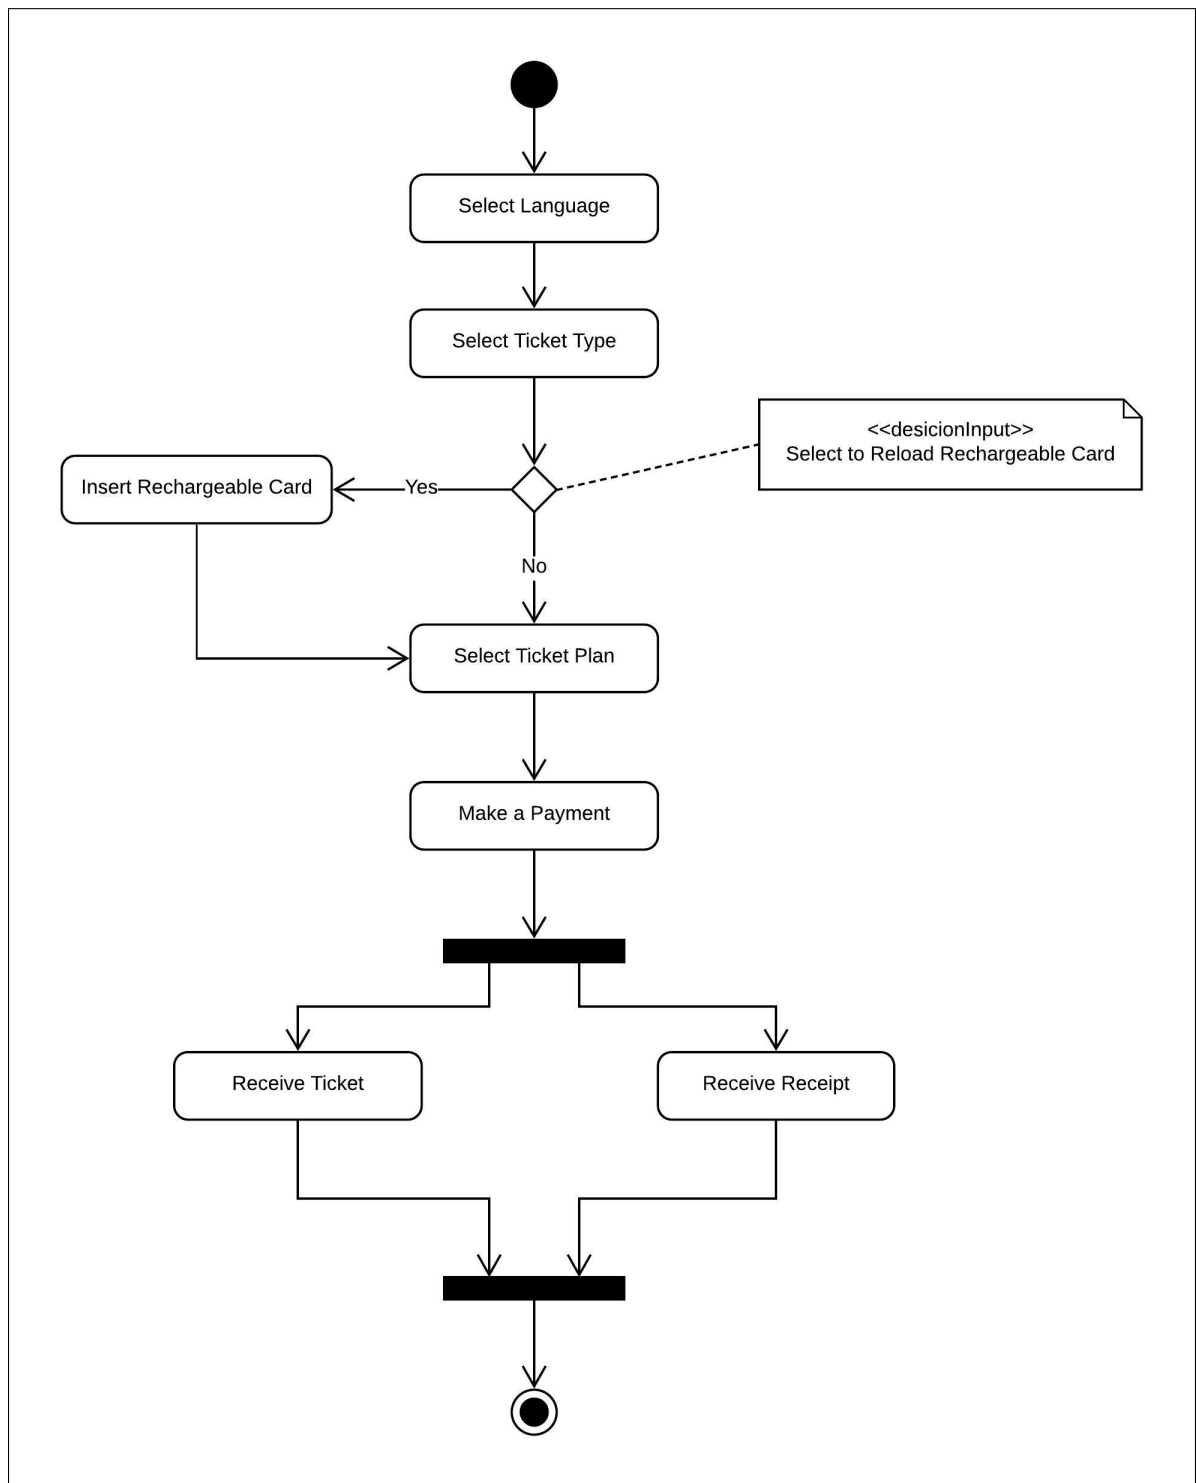 Select Language
Select Ticket Type
<<desicionInput>>
Select to Reload Rechargeable Card
Insert Rechargeable Card
Yes
No
Select Ticket Plan
Make a Payment
Receive Ticket
Receive Receipt